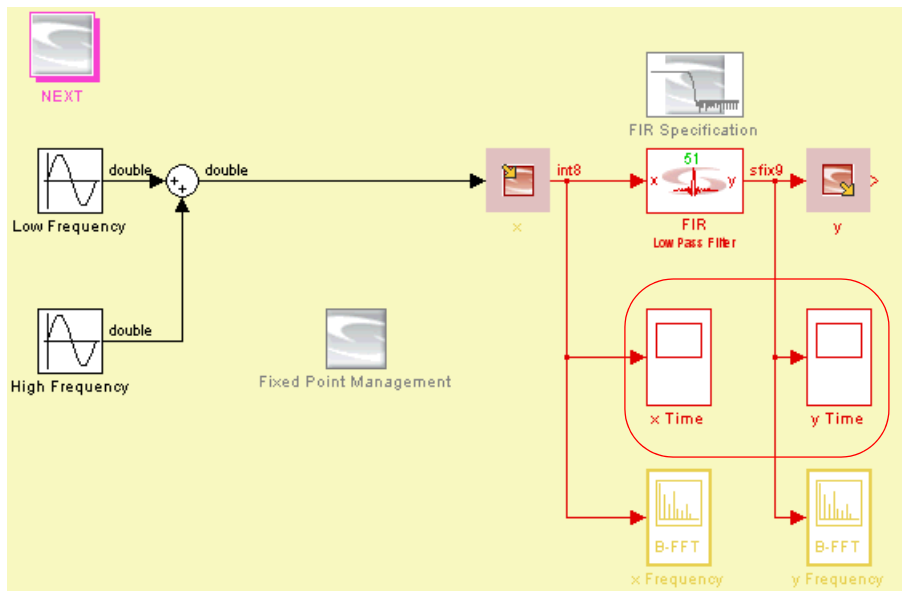 NEXT
FIR Specification
double
double
int8
51
x
y
sfix9
Low Frequency
x
FIR
Low Pass Filter
y
double
High Frequency
Fixed Point Management
x Time
y Time
B-FFT
B-FFT
x Frequency
y Frequency